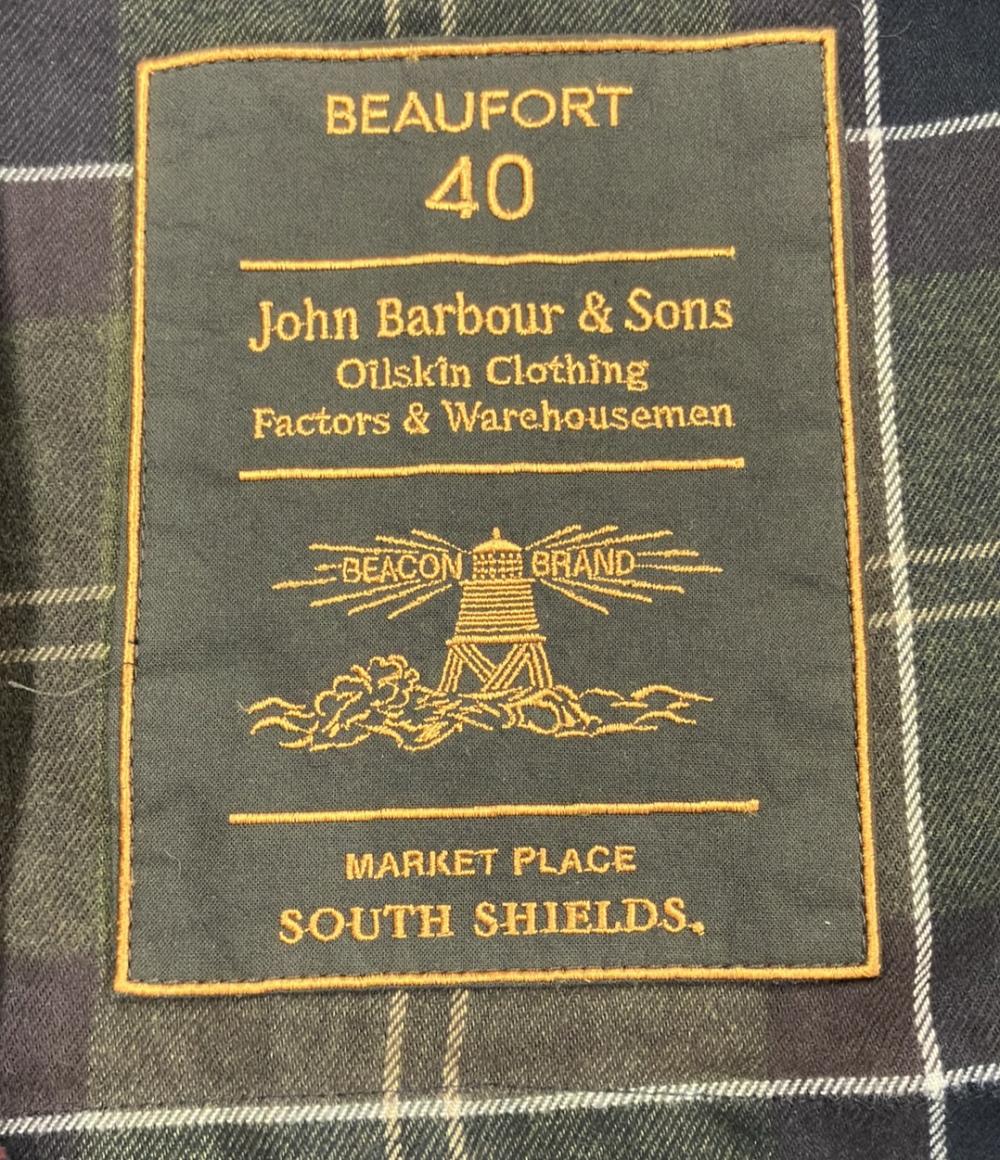 BEAUFORT
40
John Barbour & Sons
Oilskin Clothing
Factors & Warehousemen
BEACON BRAND
MARKET PLACE
SOUTH SHIELDS.